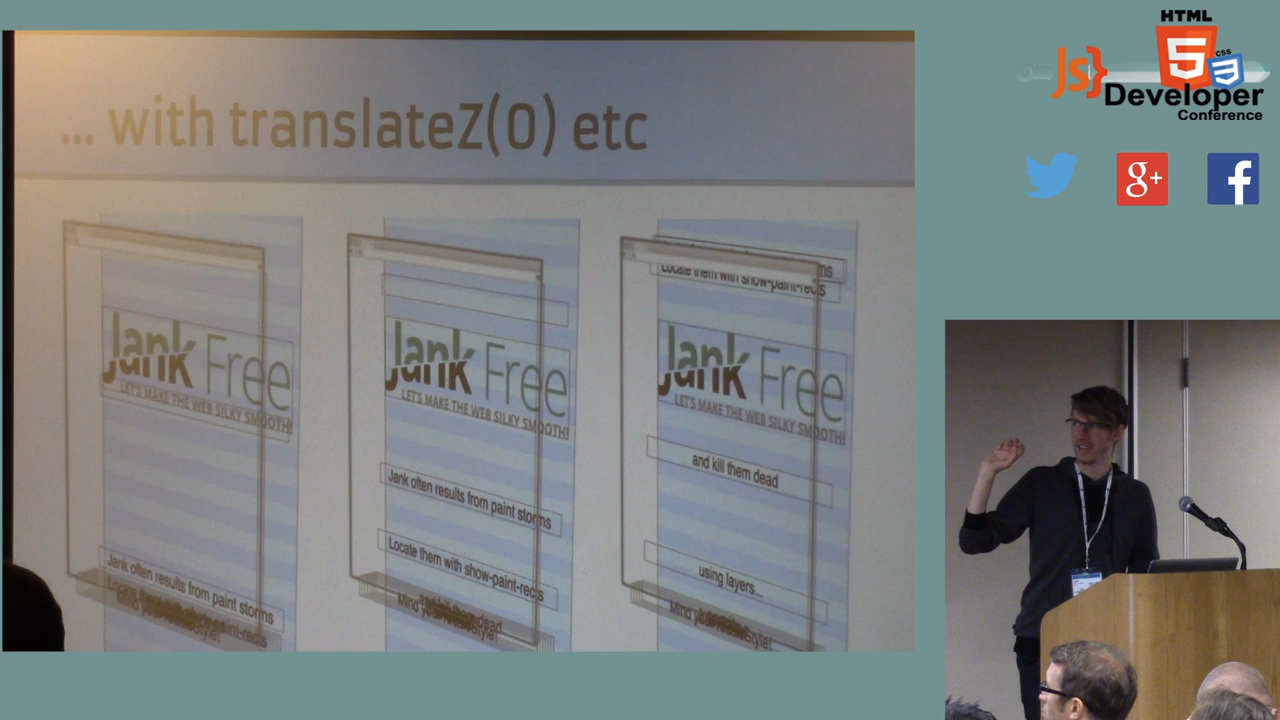 ... with translateZ(0) etc
Jank Free
LET'S MAKE THE WEB SILKY SMOOTH!
Jank often results from paint storms
Jank Free
LET'S MAKE THE WEB SILKY SMOOTH!
Jank often results from paint storms
Locate them with show-paint-rects
Locate them with show-paint-rects
Jank Free
LET'S MAKE THE WEB SILKY SMOOTH!
and kill them dead
using layers...
HTML
5
CSS
3
JS}
Developer
Conference
g+
f